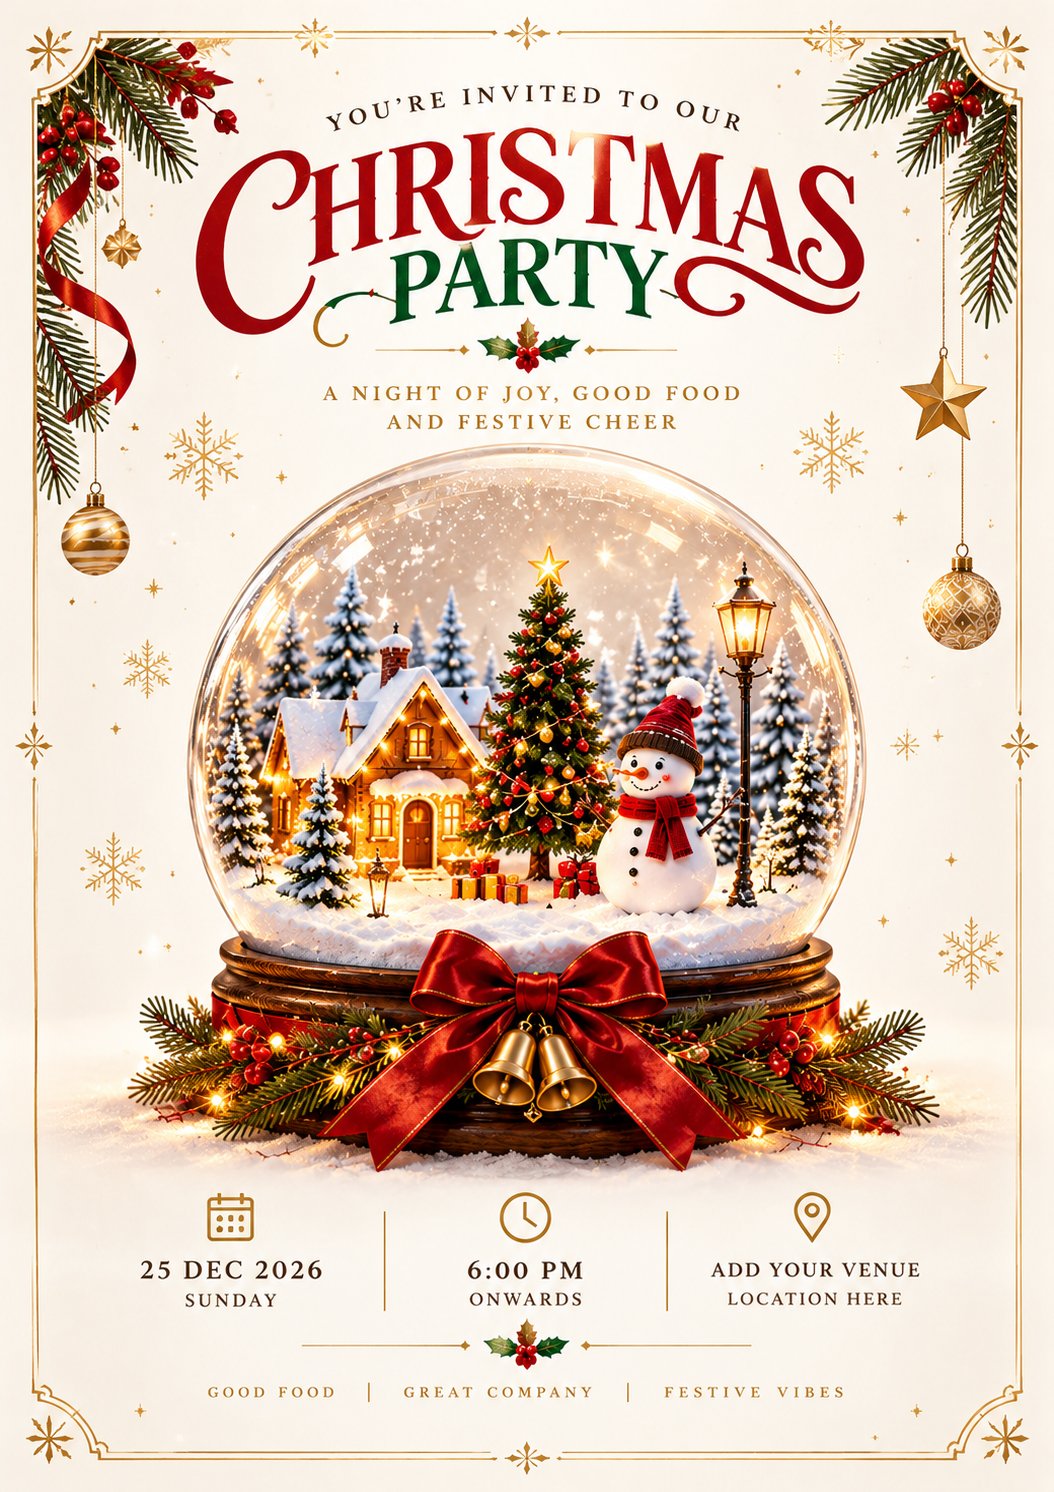 YOU'RE INVITED TO OUR
CHRISTMAS
PARTY
A NIGHT OF JOY, GOOD FOOD
AND FESTIVE CHEER
25 DEC 2026
SUNDAY
6:00 PM
ONWARDS
ADD YOUR VENUE
LOCATION HERE
GOOD FOOD | GREAT COMPANY | FESTIVE VIBES